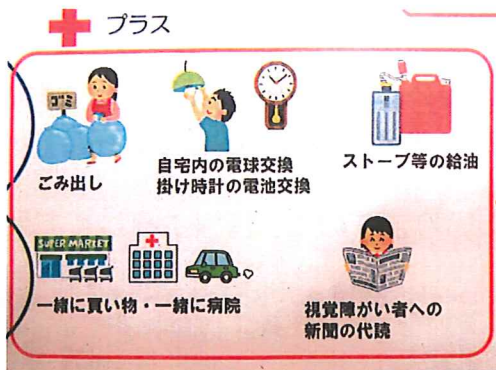 プラス
ゴミ
ごみ出し
自宅内の電球交換
掛け時計の電池交換
ストーブ等の給油
SUPER MARKET
一緒に買い物・一緒に病院
視覚障がい者への
新聞の代読